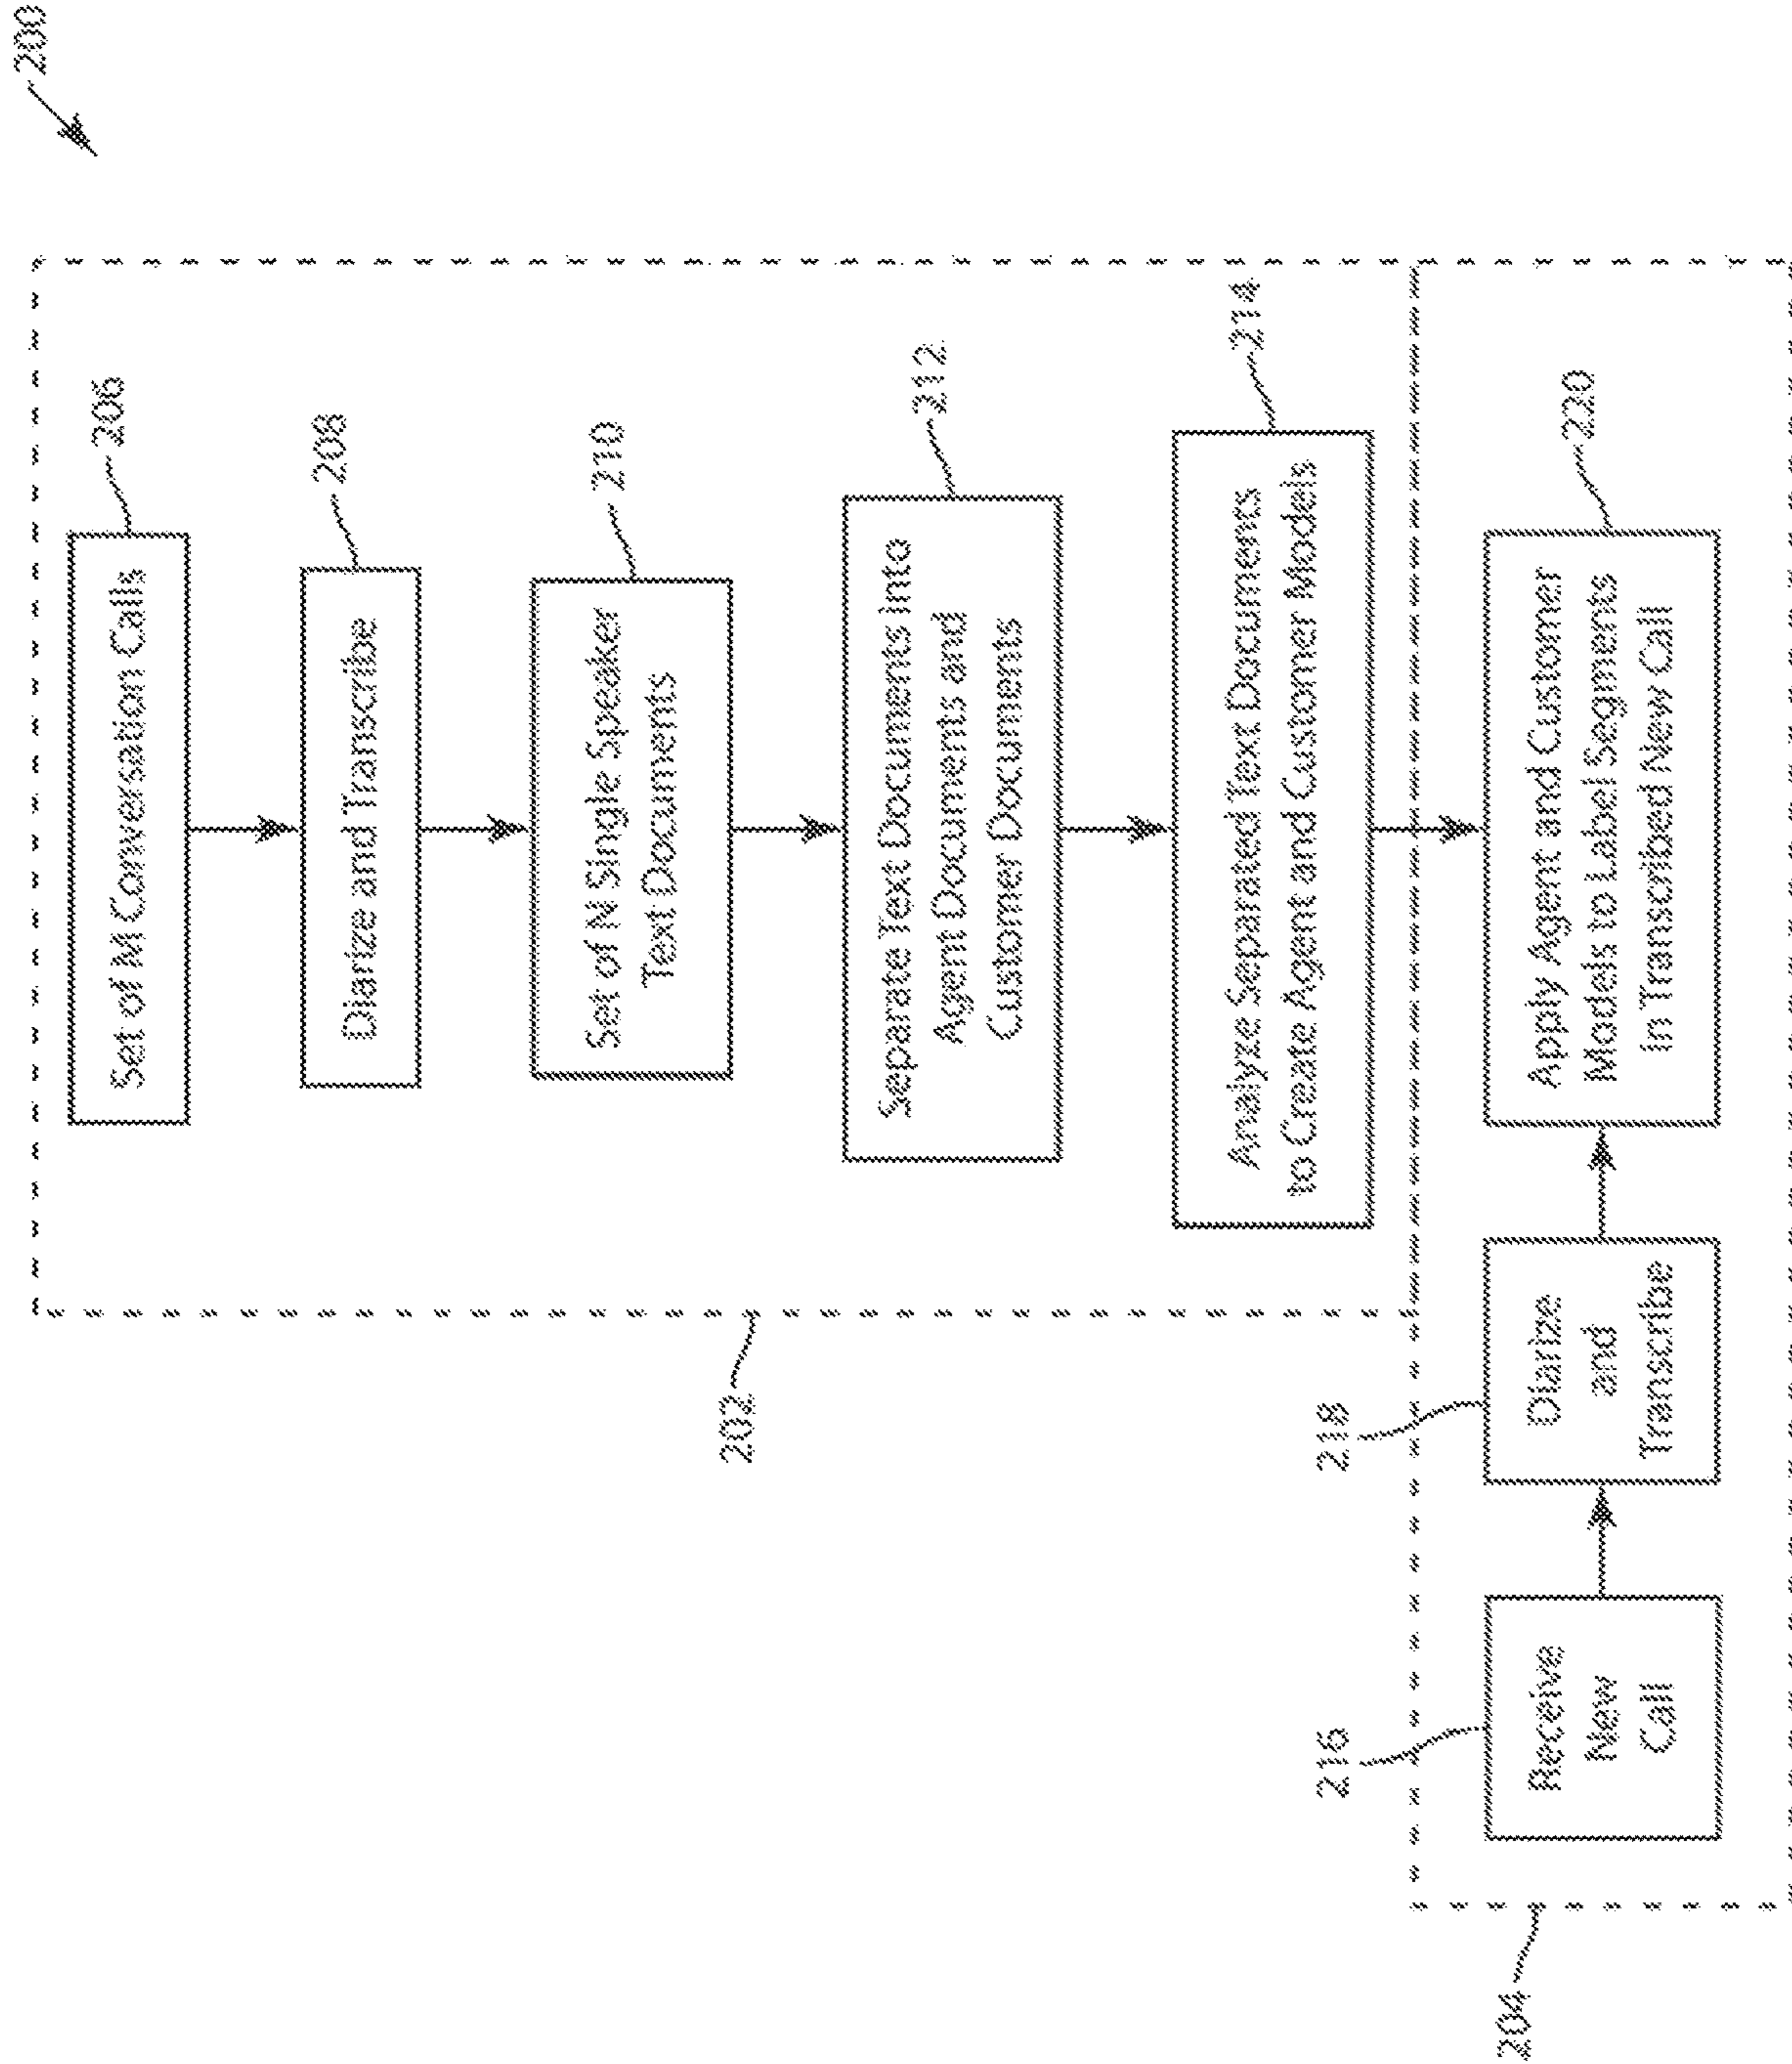 200
206
Set of M Conversation Calls
208
Diarize and Transcribe
210
Set of N Single Speaker
Text Documents
212
Separate Text Documents into
Agent Documents and
Customer Documents
214
Analyze Separated Text Documents
to Create Agent and Customer Models
202
204
216
Receive
New
Call
218
Diarize
and
Transcribe
220
Apply Agent and Customer
Models to Label Segments
in Transcribed New Call